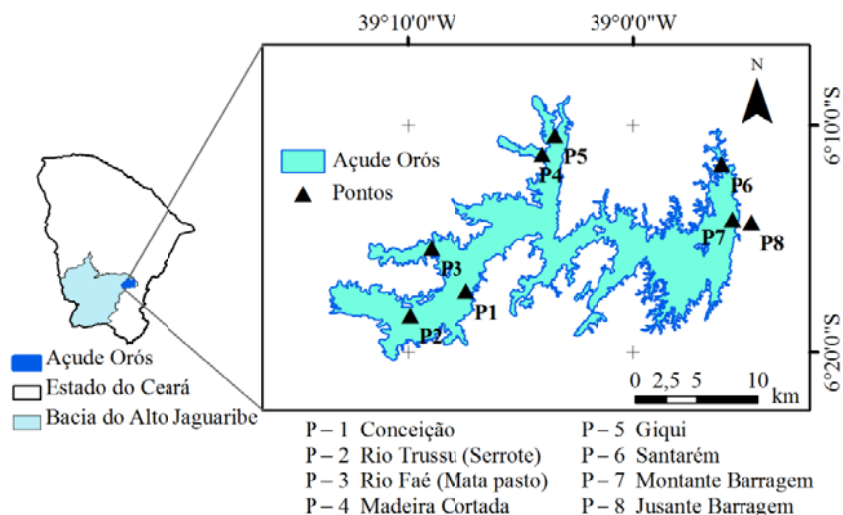 39°10'0"W
39°0'0"W
N
6°10'0"S
Açude Orós
Pontos
P5
P4
P6
P7
P8
P3
P1
P2
6°20'0"S
0 2,5 5 10
km
Açude Orós
Estado do Ceará
Bacia do Alto Jaguaribe
P – 1 Conceição
P – 2 Rio Trussu (Serrote)
P – 3 Rio Faé (Mata pasto)
P – 4 Madeira Cortada
P – 5 Giqui
P – 6 Santarém
P – 7 Montante Barragem
P – 8 Jusante Barragem